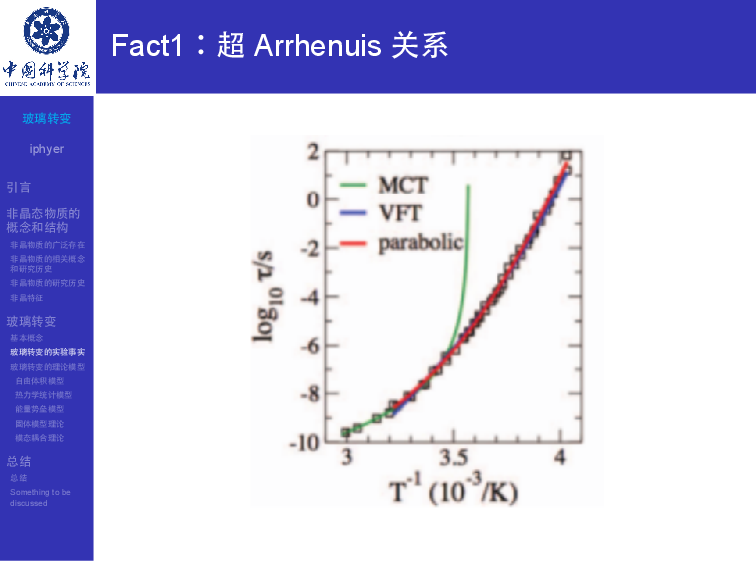 Fact1：超 Arrhenuis 关系
中国科学院
CHINESE ACADEMY OF SCIENCES
玻璃转变
iphyer
引言
非晶态物质的
概念和结构
非晶物质的广泛存在
非晶物质的相关概念
和研究历史
非晶物质的研究历史
非晶特征
玻璃转变
基本概念
玻璃转变的实验事实
玻璃转变的理论模型
自由体积模型
热力学统计模型
能量势垒模型
固体模型理论
模态耦合理论
总结
总结
Something to be
discussed
MCT
VFT
parabolic
log10 τ/s
2
0
-2
-4
-6
-8
-10
3
3.5
4
T-1 (10-3/K)